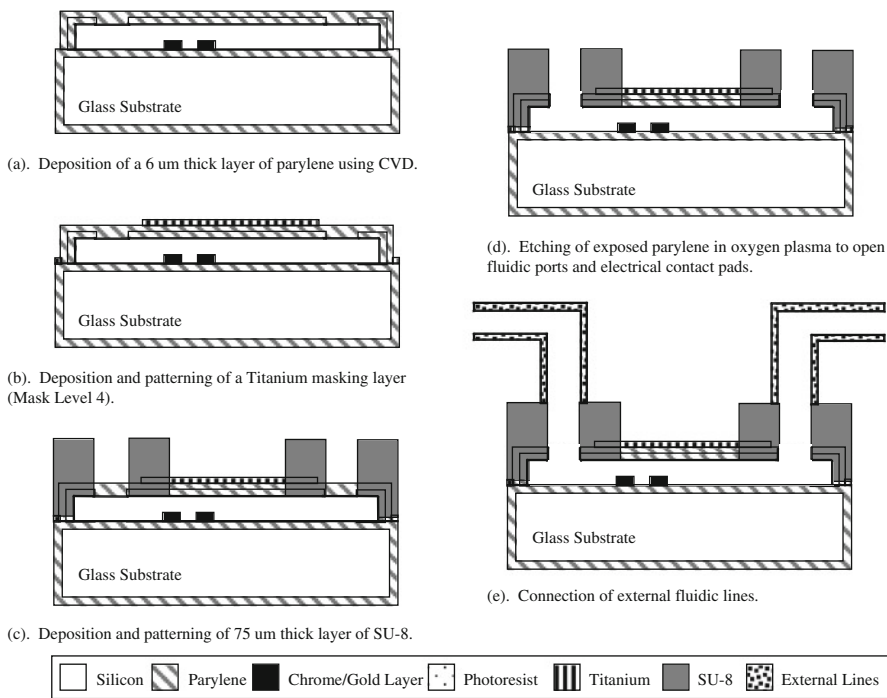 Glass Substrate
(a). Deposition of a 6 um thick layer of parylene using CVD.
Glass Substrate
(b). Deposition and patterning of a Titanium masking layer
(Mask Level 4).
Glass Substrate
(c). Deposition and patterning of 75 um thick layer of SU-8.
Glass Substrate
(d). Etching of exposed parylene in oxygen plasma to open
fluidic ports and electrical contact pads.
Glass Substrate
(e). Connection of external fluidic lines.
Silicon Parylene Chrome/Gold Layer Photoresist Titanium SU-8 External Lines